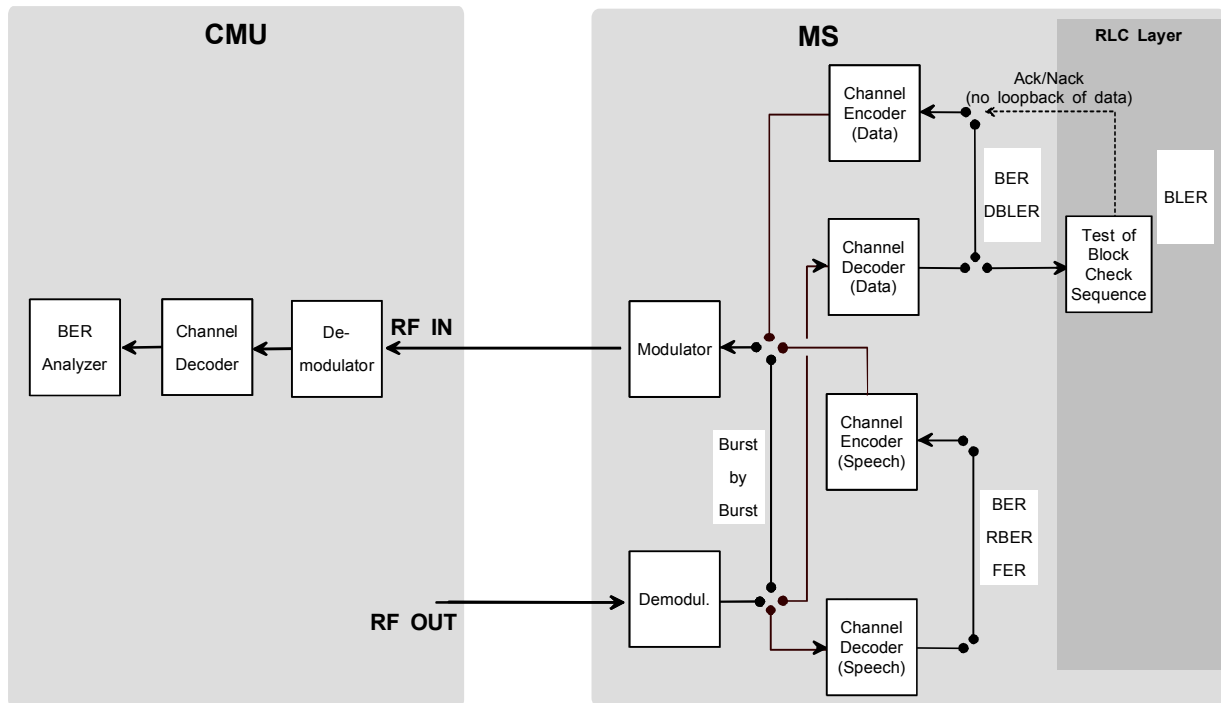 CMU
MS
RLC Layer
Ack/Nack
(no loopback of data)
Channel
Encoder
(Data)
BER
DBLER
BLER
Channel
Decoder
(Data)
Test of
Block
Check
Sequence
BER
Analyzer
Channel
Decoder
De-
modulator
RF IN
Modulator
Channel
Encoder
(Speech)
Burst
by
Burst
BER
RBER
FER
Demodul.
RF OUT
Channel
Decoder
(Speech)